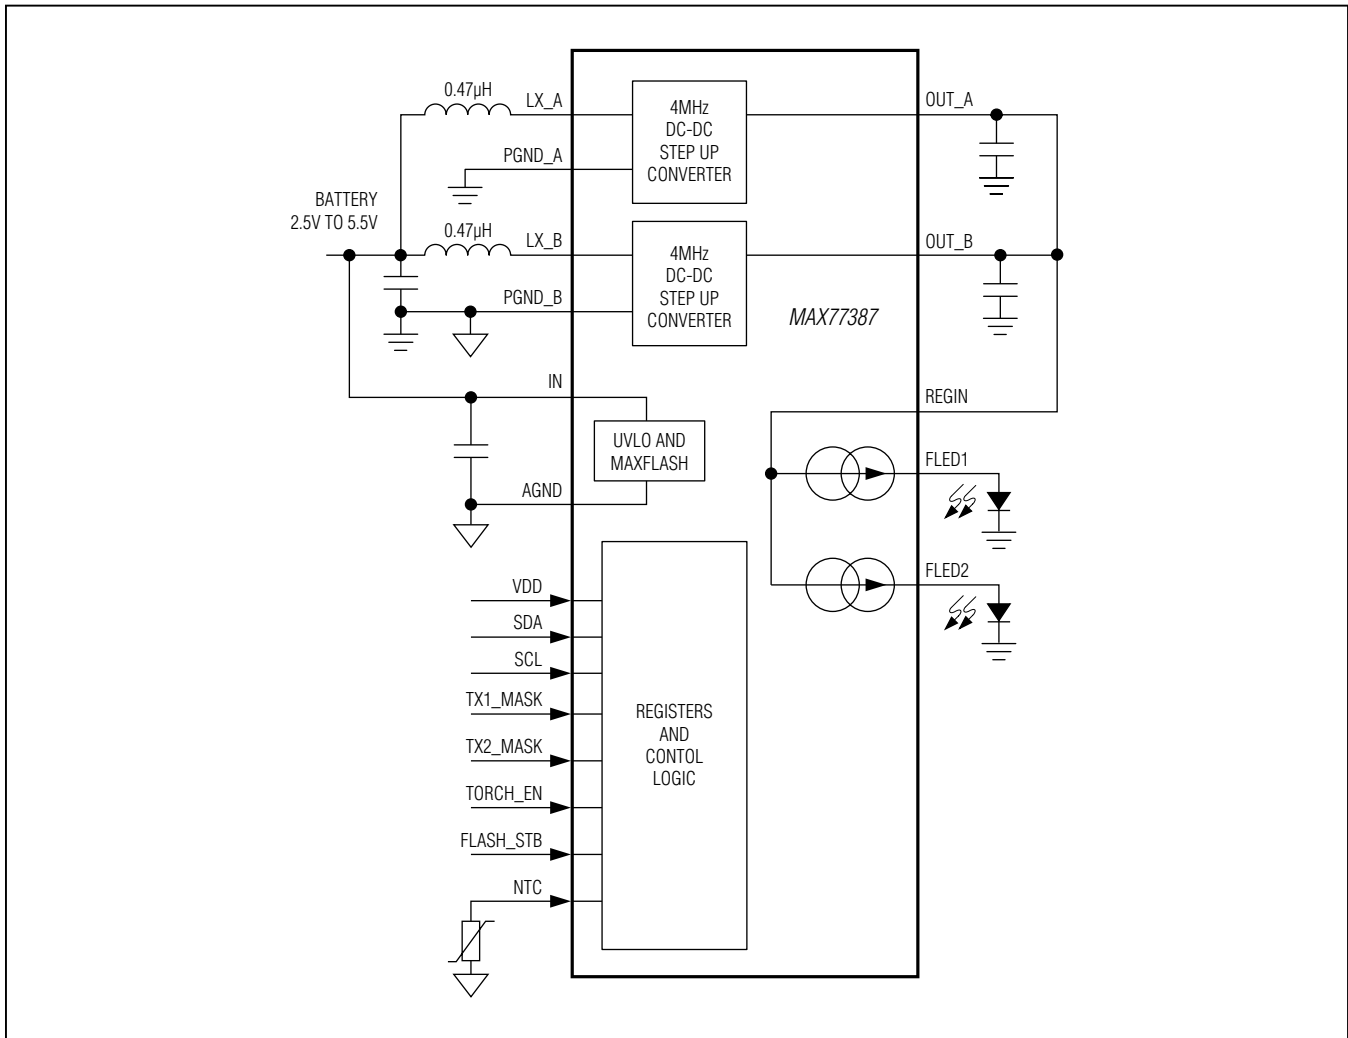 0.47µH
LX_A
PGND_A
4MHz
DC-DC
STEP UP
CONVERTER
OUT_A
BATTERY
2.5V TO 5.5V
0.47µH
LX_B
PGND_B
4MHz
DC-DC
STEP UP
CONVERTER
OUT_B
MAX77387
IN
UVLO AND
MAXFLASH
AGND
REGIN
FLED1
FLED2
VDD
SDA
SCL
TX1_MASK
TX2_MASK
TORCH_EN
FLASH_STB
NTC
REGISTERS
AND
CONTOL
LOGIC